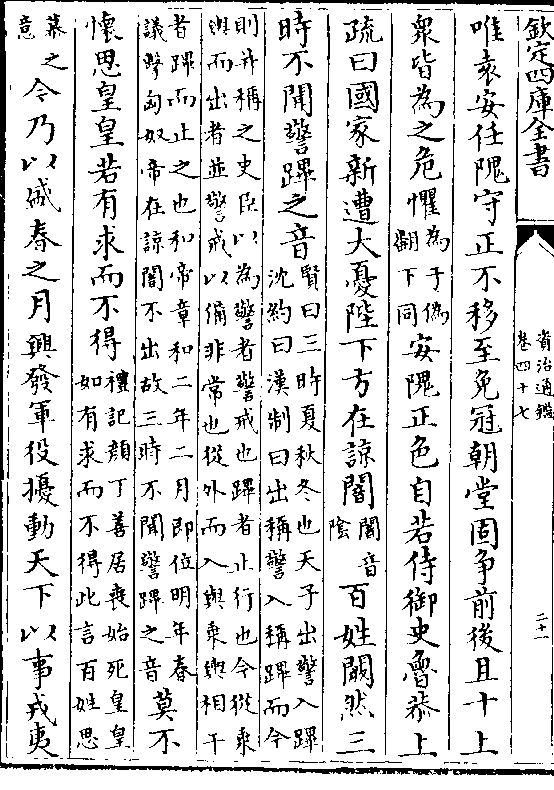 欽定四庫全書
資治通鑑
卷四十七
二十一
唯袁安任隗守正不移至免冠朝堂固争前後且十上
衆皆為之危懼為于偽翻下同安隗正色自若侍御史魯恭上
疏曰國家新遭大憂陛下方在諒闇闇音隂百姓闕然三
時不聞警蹕之音賢曰三時夏秋冬也天子出警入蹕沈約曰漢制曰出稱警入稱蹕而今
則并稱之史臣以為警者警戒也蹕者止行也今從乗輿而出者並警戒以備非常也從外而入輿乗輿相干
者蹕而止之也和帝章和二年二月即位明年春議擊匈奴帝在諒闇不出故三時不聞警蹕之音莫不
懷思皇皇若有求而不得禮記顔丁善居喪始死皇皇如有求而不得此言百姓思
慕之意今乃以盛春之月興發軍役擾動天下以事戎夷